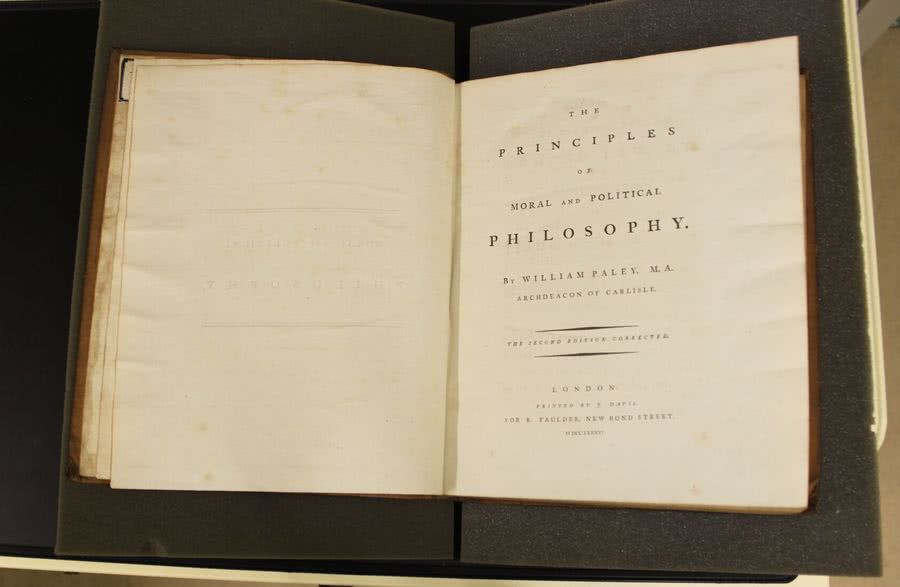 THE
PRINCIPLES
OF
MORAL AND POLITICAL
PHILOSOPHY.
BY WILLIAM PALEY, M.A.
ARCHDEACON OF CARLISLE.
THE SECOND EDITION CORRECTED.
LONDON:
PRINTED BY J. DAVIS,
FOR R. FAULDER, NEW BOND STREET.